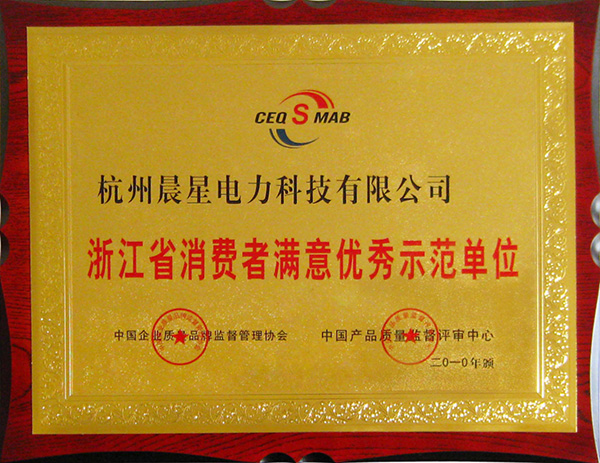 CEQ S MAB
杭州晨星电力科技有限公司
浙江省消费者满意优秀示范单位
中国企业质量品牌监督管理协会 中国产品质量监督评审中心
二〇一〇年颁